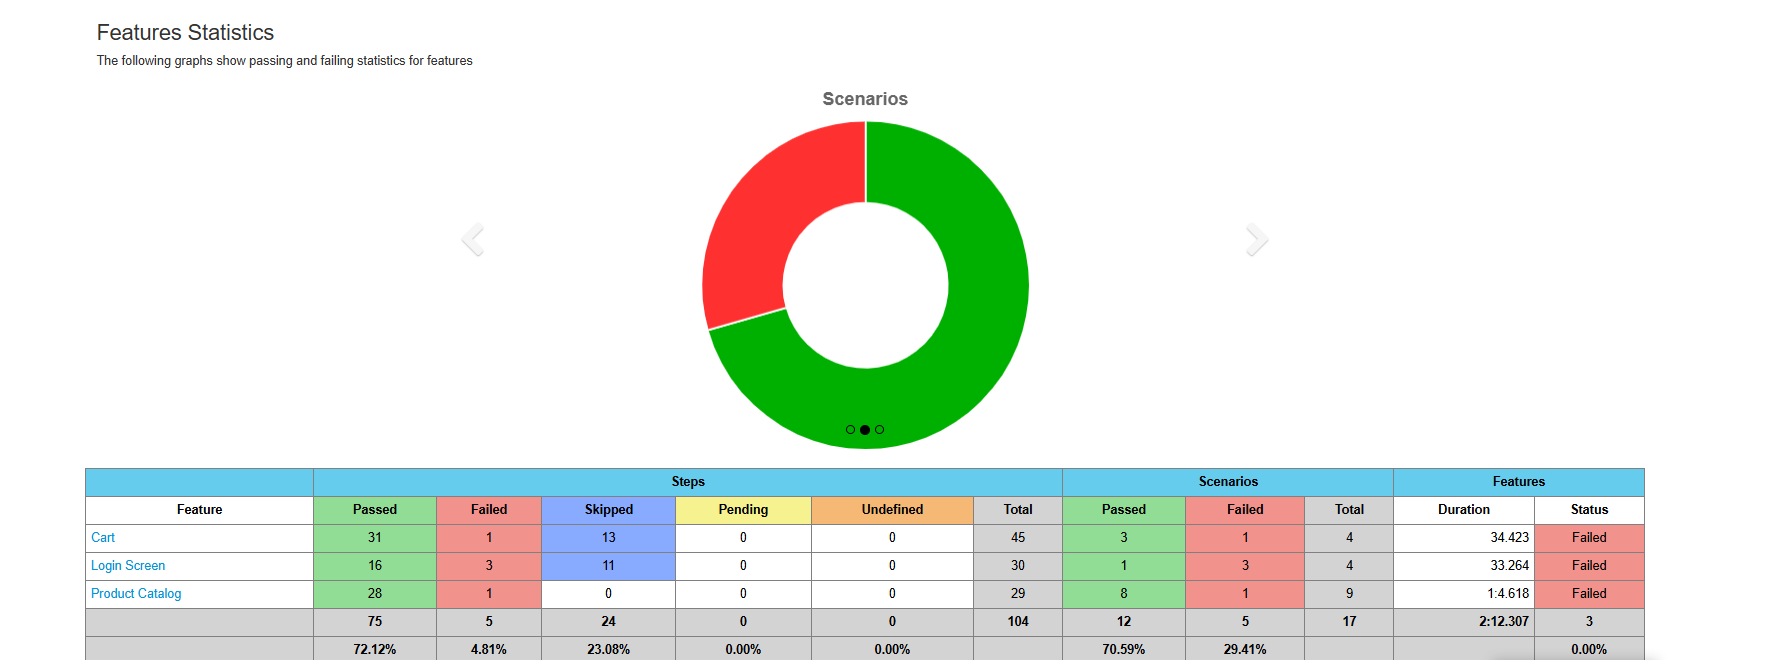 Features Statistics
The following graphs show passing and failing statistics for features
Scenarios
Steps Scenarios Features
Feature Passed Failed Skipped Pending Undefined Total Passed Failed Total Duration Status
Cart 31 1 13 0 0 45 3 1 4 34.423 Failed
Login Screen 16 3 11 0 0 30 1 3 4 33.264 Failed
Product Catalog 28 1 0 0 0 29 8 1 9 1:4.618 Failed
75 5 24 0 0 104 12 5 17 2:12.307 3
72.12% 4.81% 23.08% 0.00% 0.00% 70.59% 29.41% 0.00%